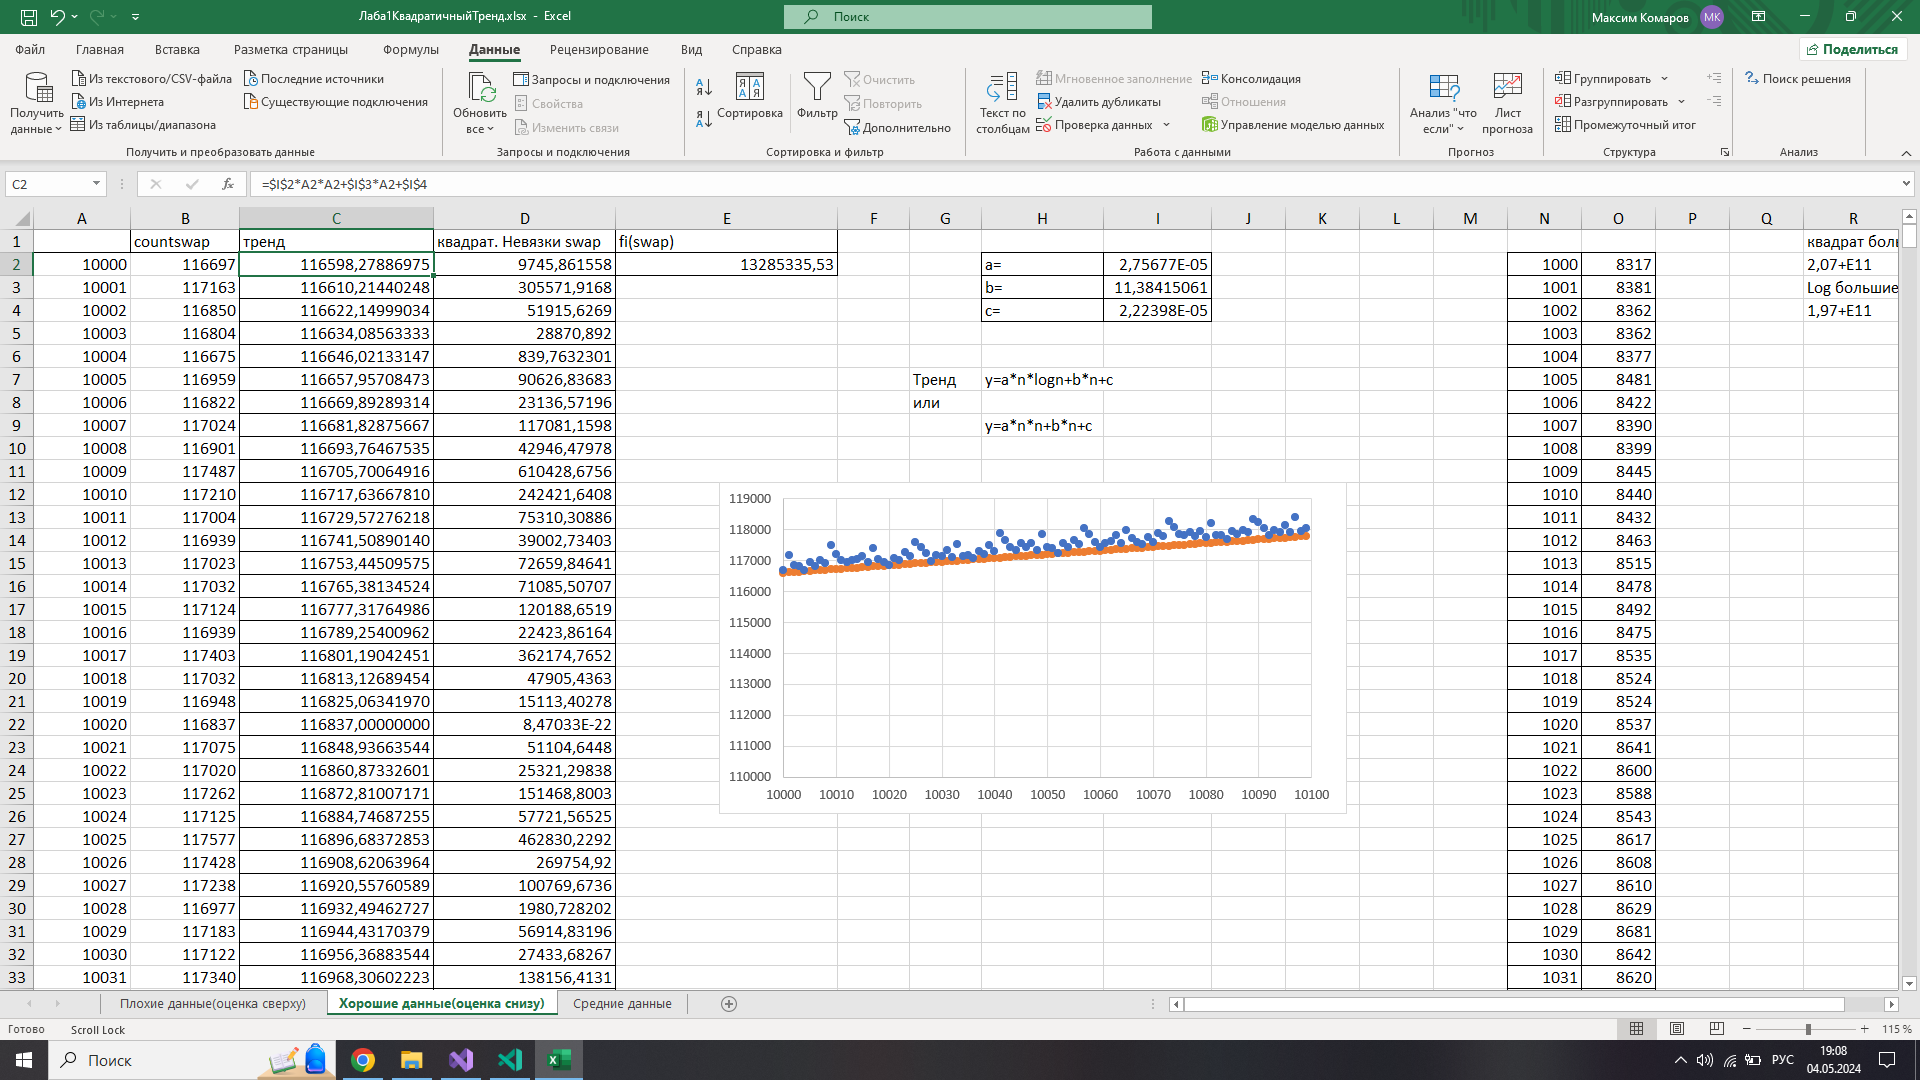 Лаба1КвадратичныйТренд.xlsx - Excel
Поиск
Максим Комаров
МК
Файл Главная Вставка Разметка страницы Формулы Данные Рецензирование Вид Справка
Поделиться
Получить данные
Из текстового/CSV-файла
Из Интернета
Из таблицы/диапазона
Последние источники
Существующие подключения
Получить и преобразовать данные
Обновить все
Запросы и подключения
Свойства
Изменить связи
Запросы и подключения
Сортировка
Фильтр
Очистить
Повторить
Дополнительно
Сортировка и фильтр
Текст по столбцам
Мгновенное заполнение
Удалить дубликаты
Проверка данных
Консолидация
Отношения
Управление моделью данных
Работа с данными
Анализ "что если"
Лист прогноза
Прогноз
Группировать
Разгруппировать
Промежуточный итог
Структура
Поиск решения
Анализ
C2
fx
=$I$2*A2*A2+$I$3*A2+$I$4
A B C D E F G H I J K L M N O P Q R
1 countswap тренд квадрат. Невязки swap fi(swap) квадрат боль
2 10000 116697 116598,27886975 9745,861558 13285335,53 a= 2,75677E-05 1000 8317 2,07+E11
3 10001 117163 116610,21440248 305571,9168 b= 11,38415061 1001 8381 Log большие
4 10002 116850 116622,14999034 51915,6269 c= 2,22398E-05 1002 8362 1,97+E11
5 10003 116804 116634,08563333 28870,892 1003 8362
6 10004 116675 116646,02133147 839,7632301 1004 8377
7 10005 116959 116657,95708473 90626,83683 Тренд y=a*n*logn+b*n+c 1005 8481
8 10006 116822 116669,89289314 23136,57196 или 1006 8422
9 10007 117024 116681,82875667 117081,1598 y=a*n*n+b*n+c 1007 8390
10 10008 116901 116693,76467535 42946,47978 1008 8399
11 10009 117487 116705,70064916 610428,6756 1009 8445
12 10010 117210 116717,63667810 242421,6408 1010 8440
13 10011 117004 116729,57276218 75310,30886 1011 8432
14 10012 116939 116741,50890140 39002,73403 1012 8463
15 10013 117023 116753,44509575 72659,84641 1013 8515
16 10014 117032 116765,38134524 71085,50707 1014 8478
17 10015 117124 116777,31764986 120188,6519 1015 8492
18 10016 116939 116789,25400962 22423,86164 1016 8475
19 10017 117403 116801,19042451 362174,7652 1017 8535
20 10018 117032 116813,12689454 47905,4363 1018 8524
21 10019 116948 116825,06341970 15113,40278 1019 8524
22 10020 116837 116837,00000000 8,47033E-22 1020 8537
23 10021 117075 116848,93663544 51104,6448 1021 8641
24 10022 117020 116860,87332601 25321,29838 1022 8600
25 10023 117262 116872,81007171 151468,8003 1023 8588
26 10024 117125 116884,74687255 57721,56525 1024 8543
27 10025 117577 116896,68372853 462830,2292 1025 8617
28 10026 117428 116908,62063964 269754,92 1026 8608
29 10027 117238 116920,55760589 100769,6736 1027 8610
30 10028 116977 116932,49462727 1980,728202 1028 8629
31 10029 117183 116944,43170379 56914,83196 1029 8681
32 10030 117122 116956,36883544 27433,68267 1030 8642
33 10031 117340 116968,30602223 138156,4131 1031 8620
119000
118000
117000
116000
115000
114000
113000
112000
111000
110000
10000 10010 10020 10030 10040 10050 10060 10070 10080 10090 10100
Плохие данные(оценка сверху) Хорошие данные(оценка снизу) Средние данные
Готово Scroll Lock
115 %
Поиск
РУС
19:08
04.05.2024